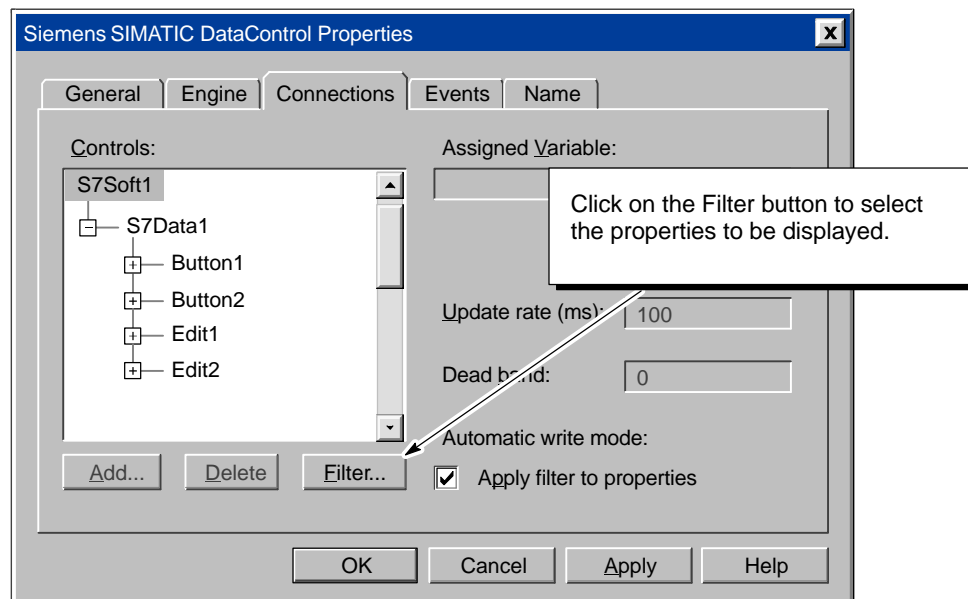 Siemens SIMATIC DataControl Properties
General Engine Connections Events Name
Controls:
Assigned Variable:
S7Soft1
S7Data1
Button1
Button2
Edit1
Edit2
Click on the Filter button to select
the properties to be displayed.
Update rate (ms): 100
Dead band: 0
Automatic write mode:
Add... Delete Filter...
Apply filter to properties
OK Cancel Apply Help